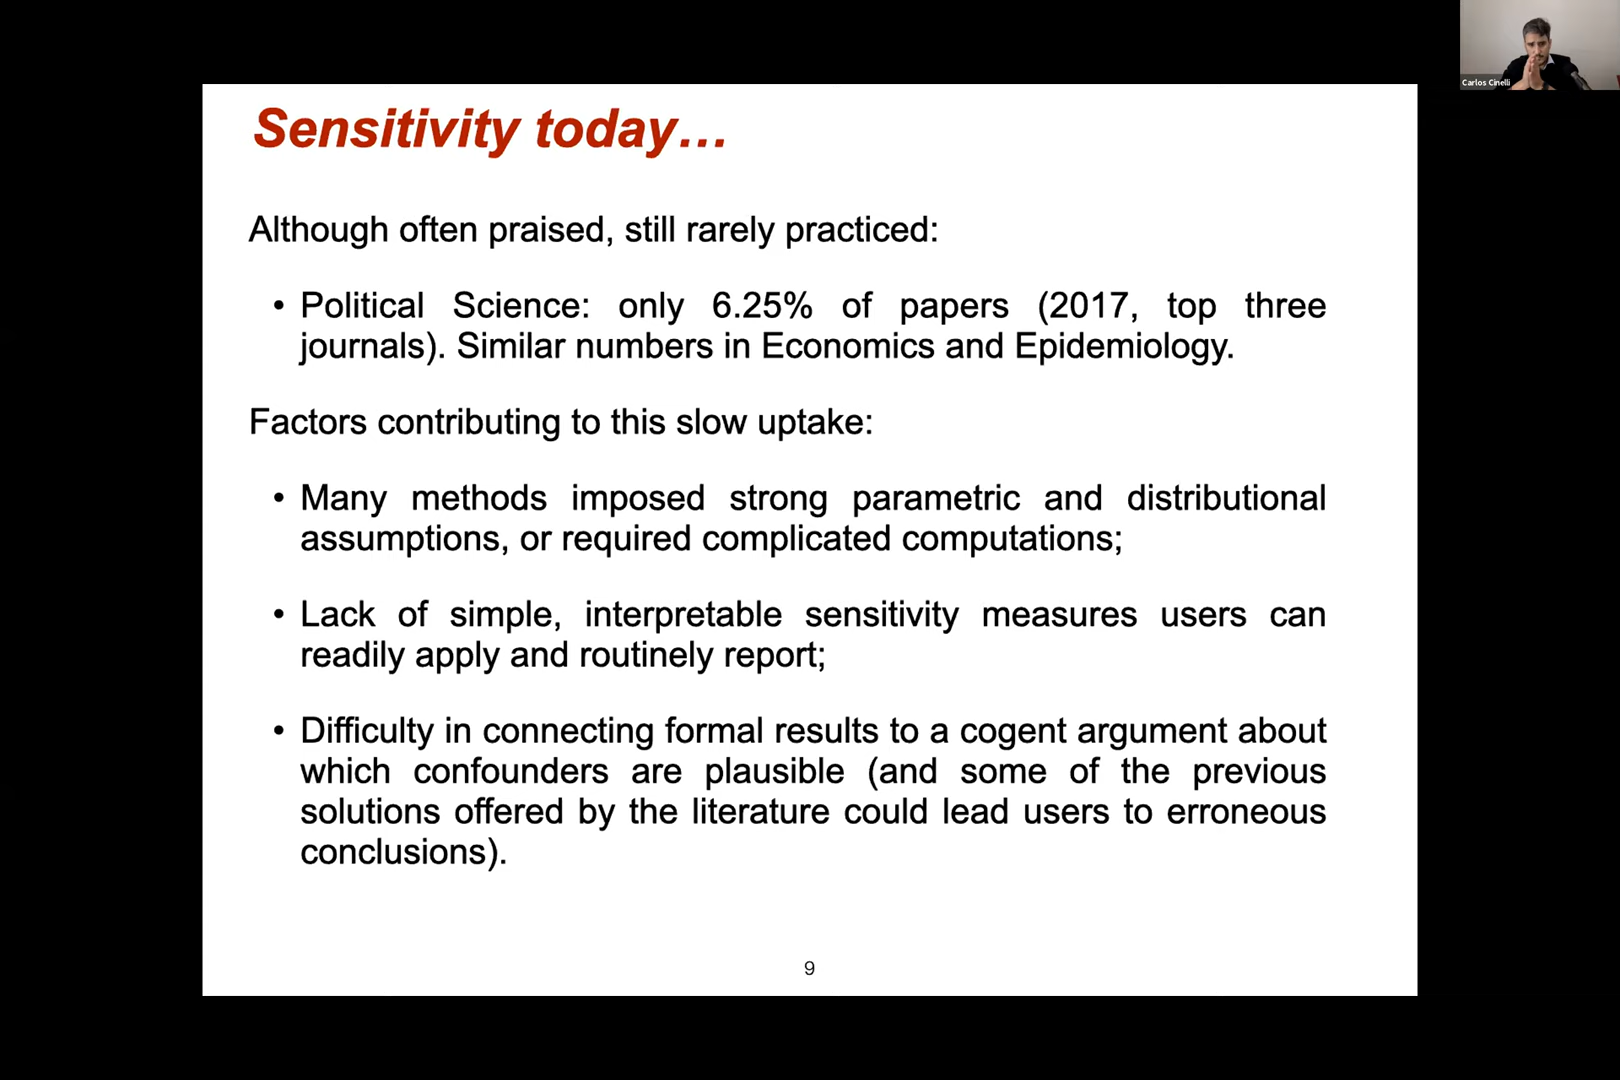 Carlos Cinelli
Sensitivity today…
Although often praised, still rarely practiced:
• Political Science: only 6.25% of papers (2017, top three
journals). Similar numbers in Economics and Epidemiology.
Factors contributing to this slow uptake:
• Many methods imposed strong parametric and distributional
assumptions, or required complicated computations;
• Lack of simple, interpretable sensitivity measures users can
readily apply and routinely report;
• Difficulty in connecting formal results to a cogent argument about
which confounders are plausible (and some of the previous
solutions offered by the literature could lead users to erroneous
conclusions).
9